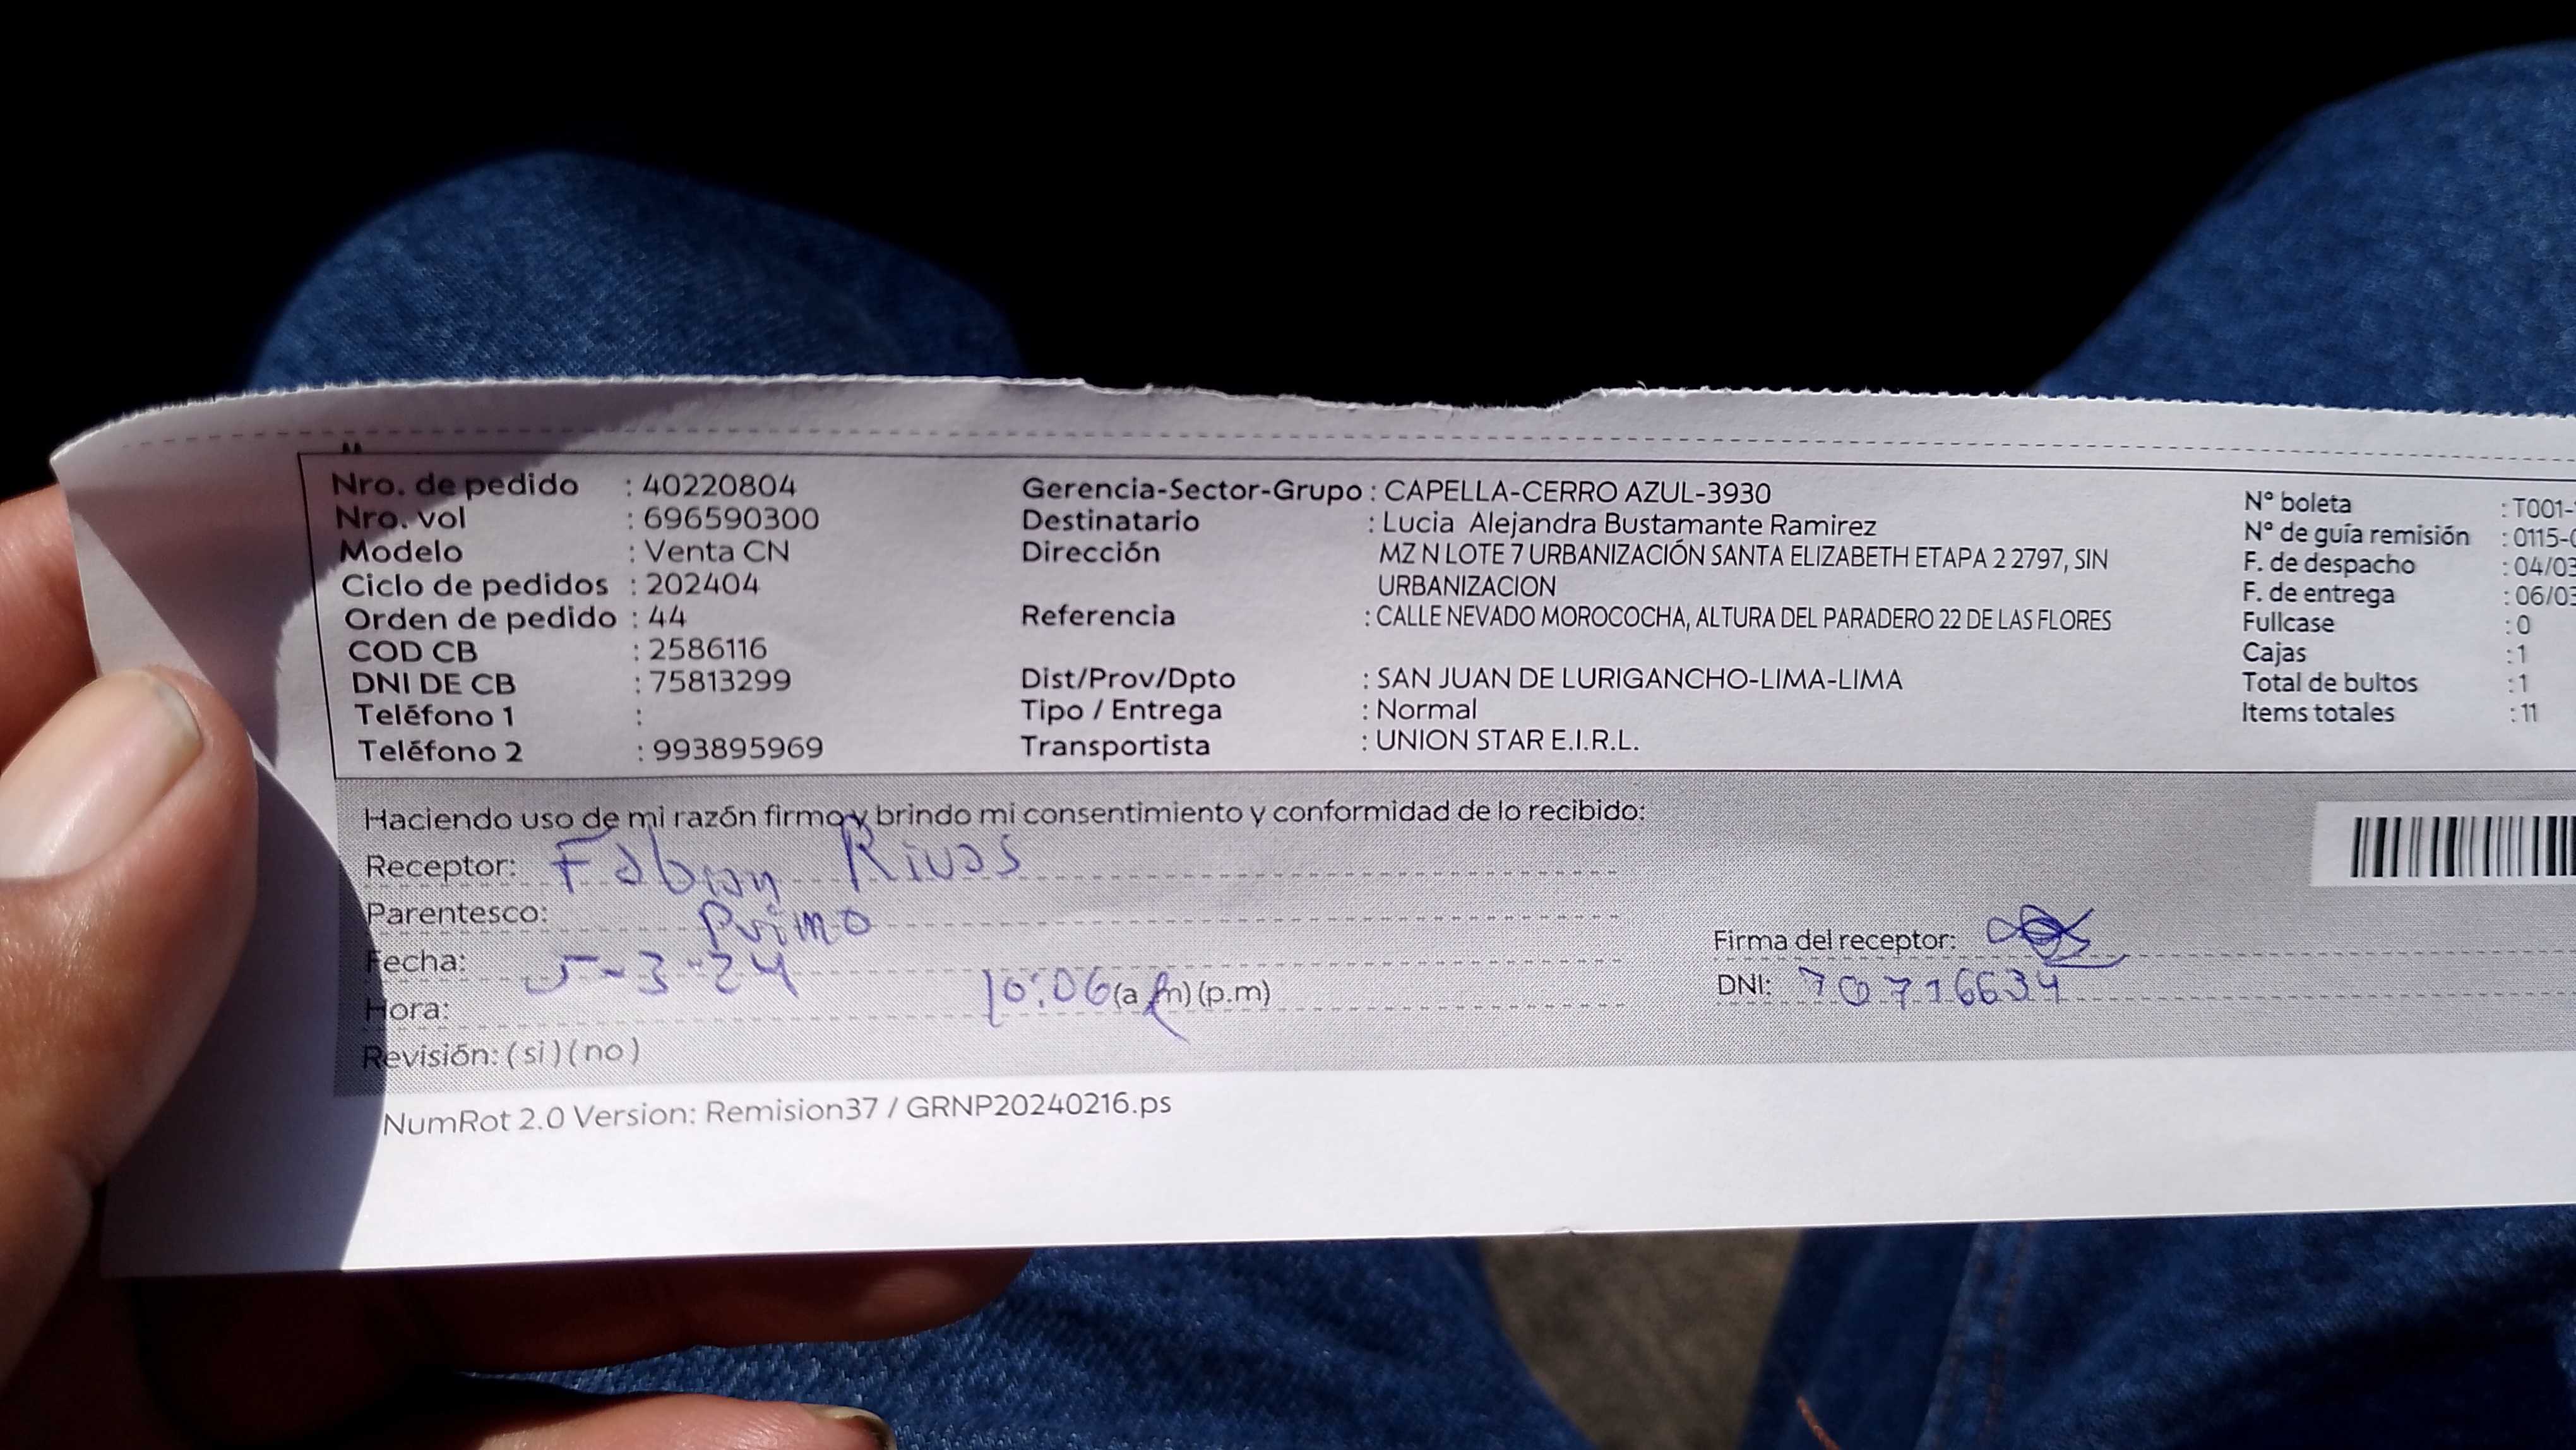 Nro. de pedido : 40220804
Nro. vol : 696590300
Modelo : Venta CN
Ciclo de pedidos : 202404
Orden de pedido : 44
COD CB : 2586116
DNI DE CB : 75813299
Teléfono 1 :
Teléfono 2 : 993895969
Gerencia-Sector-Grupo : CAPELLA-CERRO AZUL-3930
Destinatario : Lucia Alejandra Bustamante Ramirez
Dirección MZ N LOTE 7 URBANIZACIÓN SANTA ELIZABETH ETAPA 2 2797, SIN
URBANIZACION
Referencia : CALLE NEVADO MOROCOCHA, ALTURA DEL PARADERO 22 DE LAS FLORES
Dist/Prov/Dpto : SAN JUAN DE LURIGANCHO-LIMA-LIMA
Tipo / Entrega : Normal
Transportista : UNION STAR E.I.R.L.
N° boleta : T001-
N° de guía remisión : 0115-
F. de despacho : 04/03
F. de entrega : 06/03
Fullcase : 0
Cajas : 1
Total de bultos : 1
Items totales : 11
Haciendo uso de mi razón firmo y brindo mi consentimiento y conformidad de lo recibido:
Receptor: Fabian Rivas
Parentesco: Primo
Fecha: 5-3-24
Hora: 10:06 (a.m) (p.m)
Revisión: (si) (no)
Firma del receptor:
DNI: 70716634
NumRot 2.0 Version: Remision37 / GRNP20240216.ps